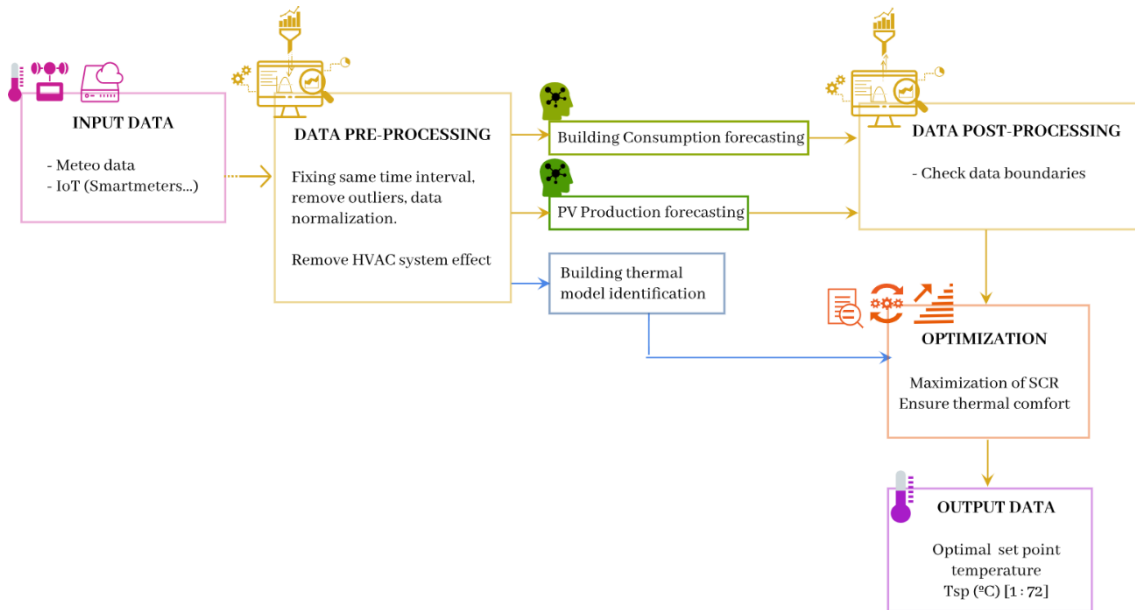 INPUT DATA
- Meteo data
- IoT (Smartmeters...)
DATA PRE-PROCESSING
Fixing same time interval,
remove outliers, data
normalization.
Remove HVAC system effect
Building Consumption forecasting
PV Production forecasting
Building thermal
model identification
DATA POST-PROCESSING
- Check data boundaries
OPTIMIZATION
Maximization of SCR
Ensure thermal comfort
OUTPUT DATA
Optimal set point
temperature
Tsp (ºC) [1 : 72]